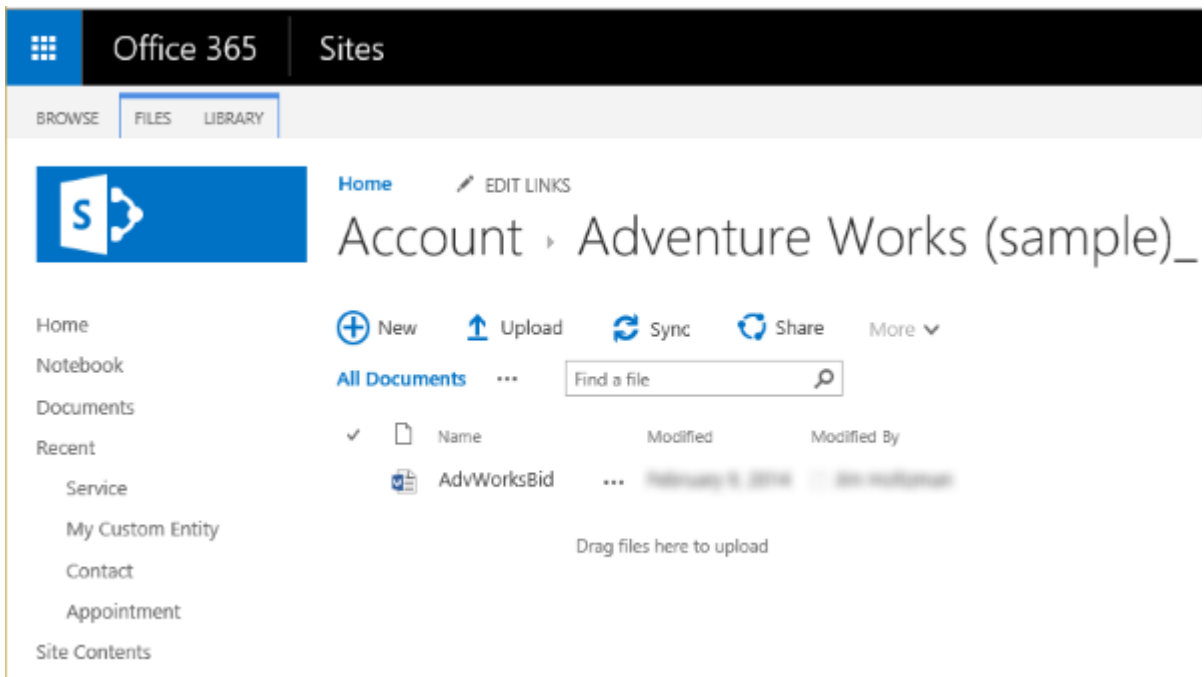 Office 365 Sites
BROWSE FILES LIBRARY
S
Home EDIT LINKS
Account Adventure Works (sample)_
Home
Notebook
Documents
Recent
Service
My Custom Entity
Contact
Appointment
Site Contents
New Upload Sync Share More
All Documents ... Find a file
Name Modified Modified By
AdvWorksBid ...
Drag files here to upload